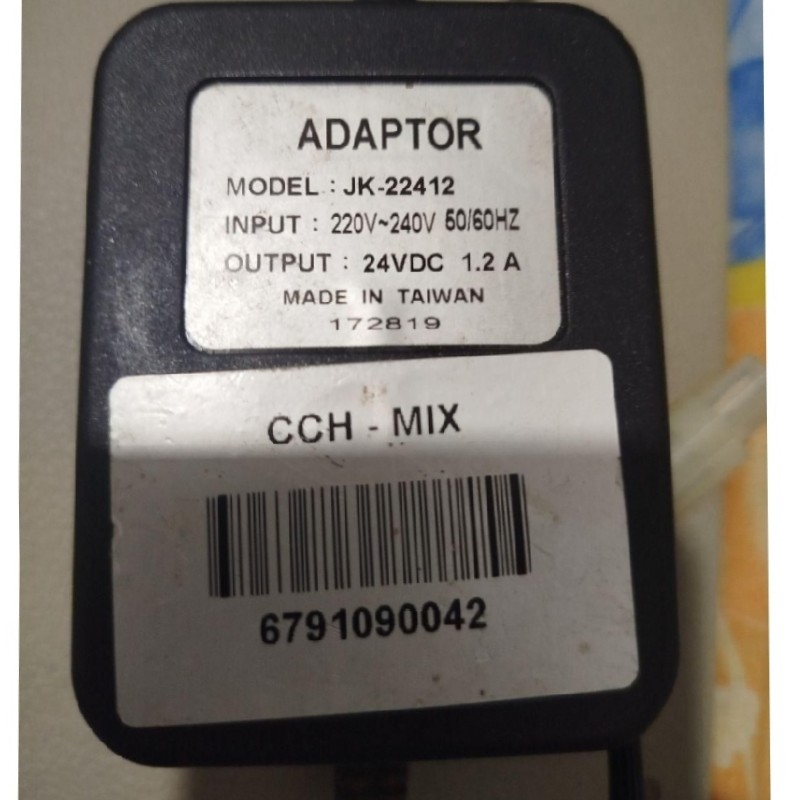 ADAPTOR
MODEL : JK-22412
INPUT : 220V~240V 50/60HZ
OUTPUT : 24VDC 1.2 A
MADE IN TAIWAN
172819
CCH - MIX
6791090042